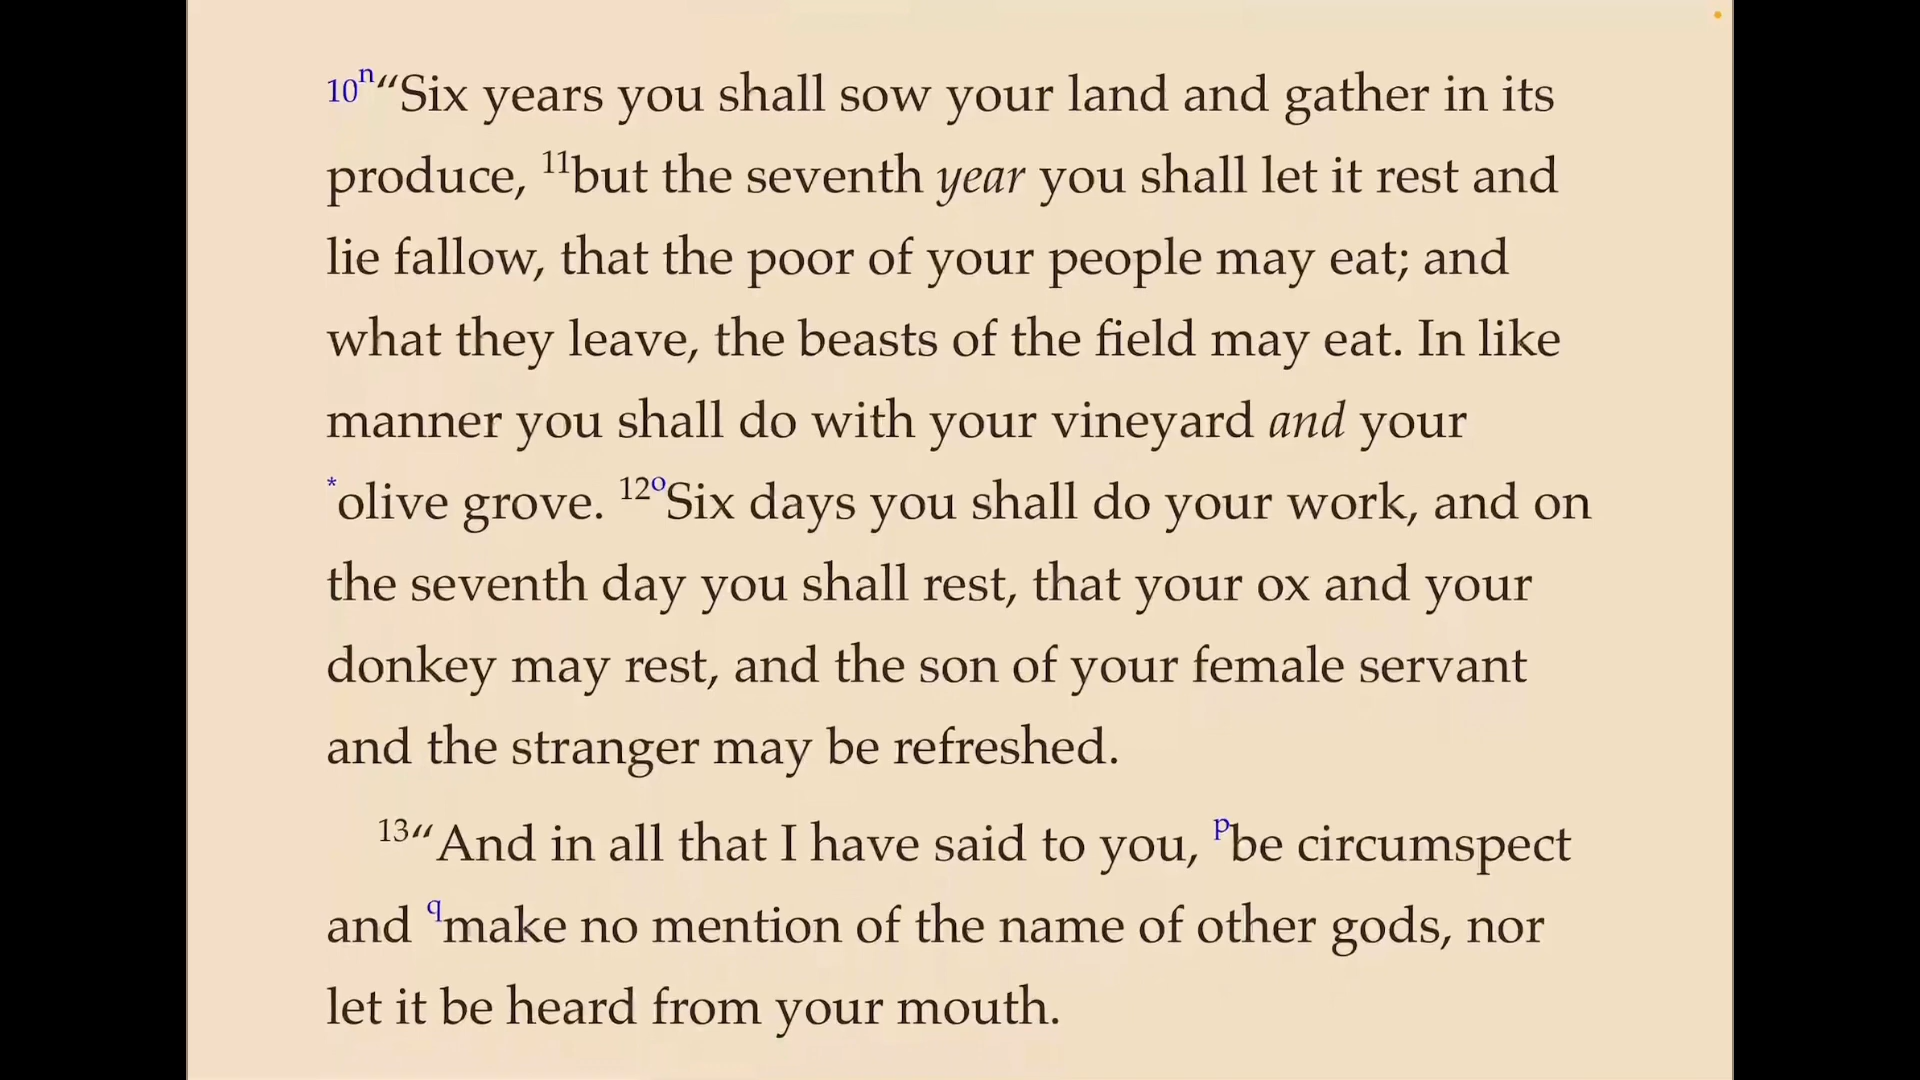 10n“Six years you shall sow your land and gather in its
produce, 11but the seventh year you shall let it rest and
lie fallow, that the poor of your people may eat; and
what they leave, the beasts of the field may eat. In like
manner you shall do with your vineyard and your
*olive grove. 12oSix days you shall do your work, and on
the seventh day you shall rest, that your ox and your
donkey may rest, and the son of your female servant
and the stranger may be refreshed.
13“And in all that I have said to you, pbe circumspect
and qmake no mention of the name of other gods, nor
let it be heard from your mouth.